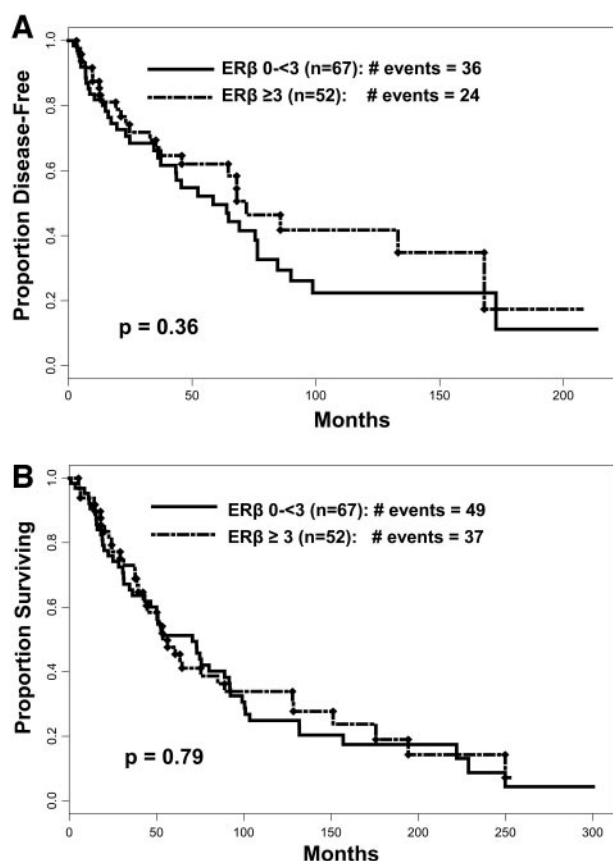 A
ERβ 0-<3 (n=67): # events = 36
ERβ ≥3 (n=52): # events = 24
Proportion Disease-Free
1.0
0.8
0.6
0.4
0.2
0.0
p = 0.36
0 50 100 150 200
Months
B
ERβ 0-<3 (n=67): # events = 49
ERβ ≥ 3 (n=52): # events = 37
Proportion Surviving
1.0
0.8
0.6
0.4
0.2
0.0
p = 0.79
0 50 100 150 200 250 300
Months